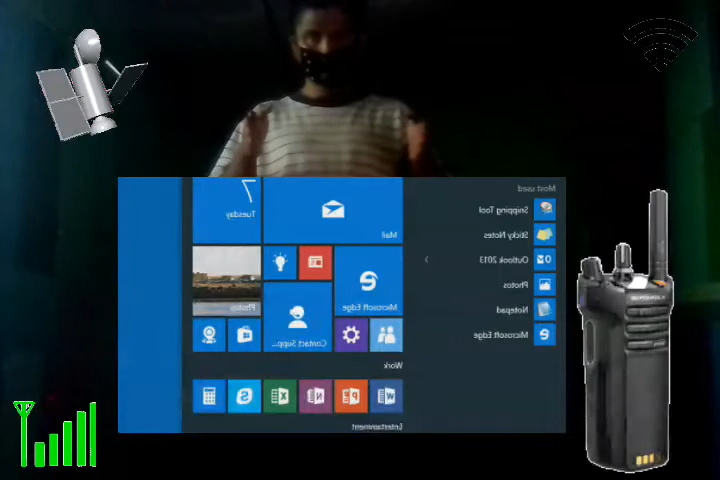 Most used
Snipping Tool
Sticky Notes
Outlook 2013
Photos
Notepad
Microsoft Edge
Mail
7
Tuesday
Microsoft Edge
Photos
Contact Supp...
Work
Entertainment